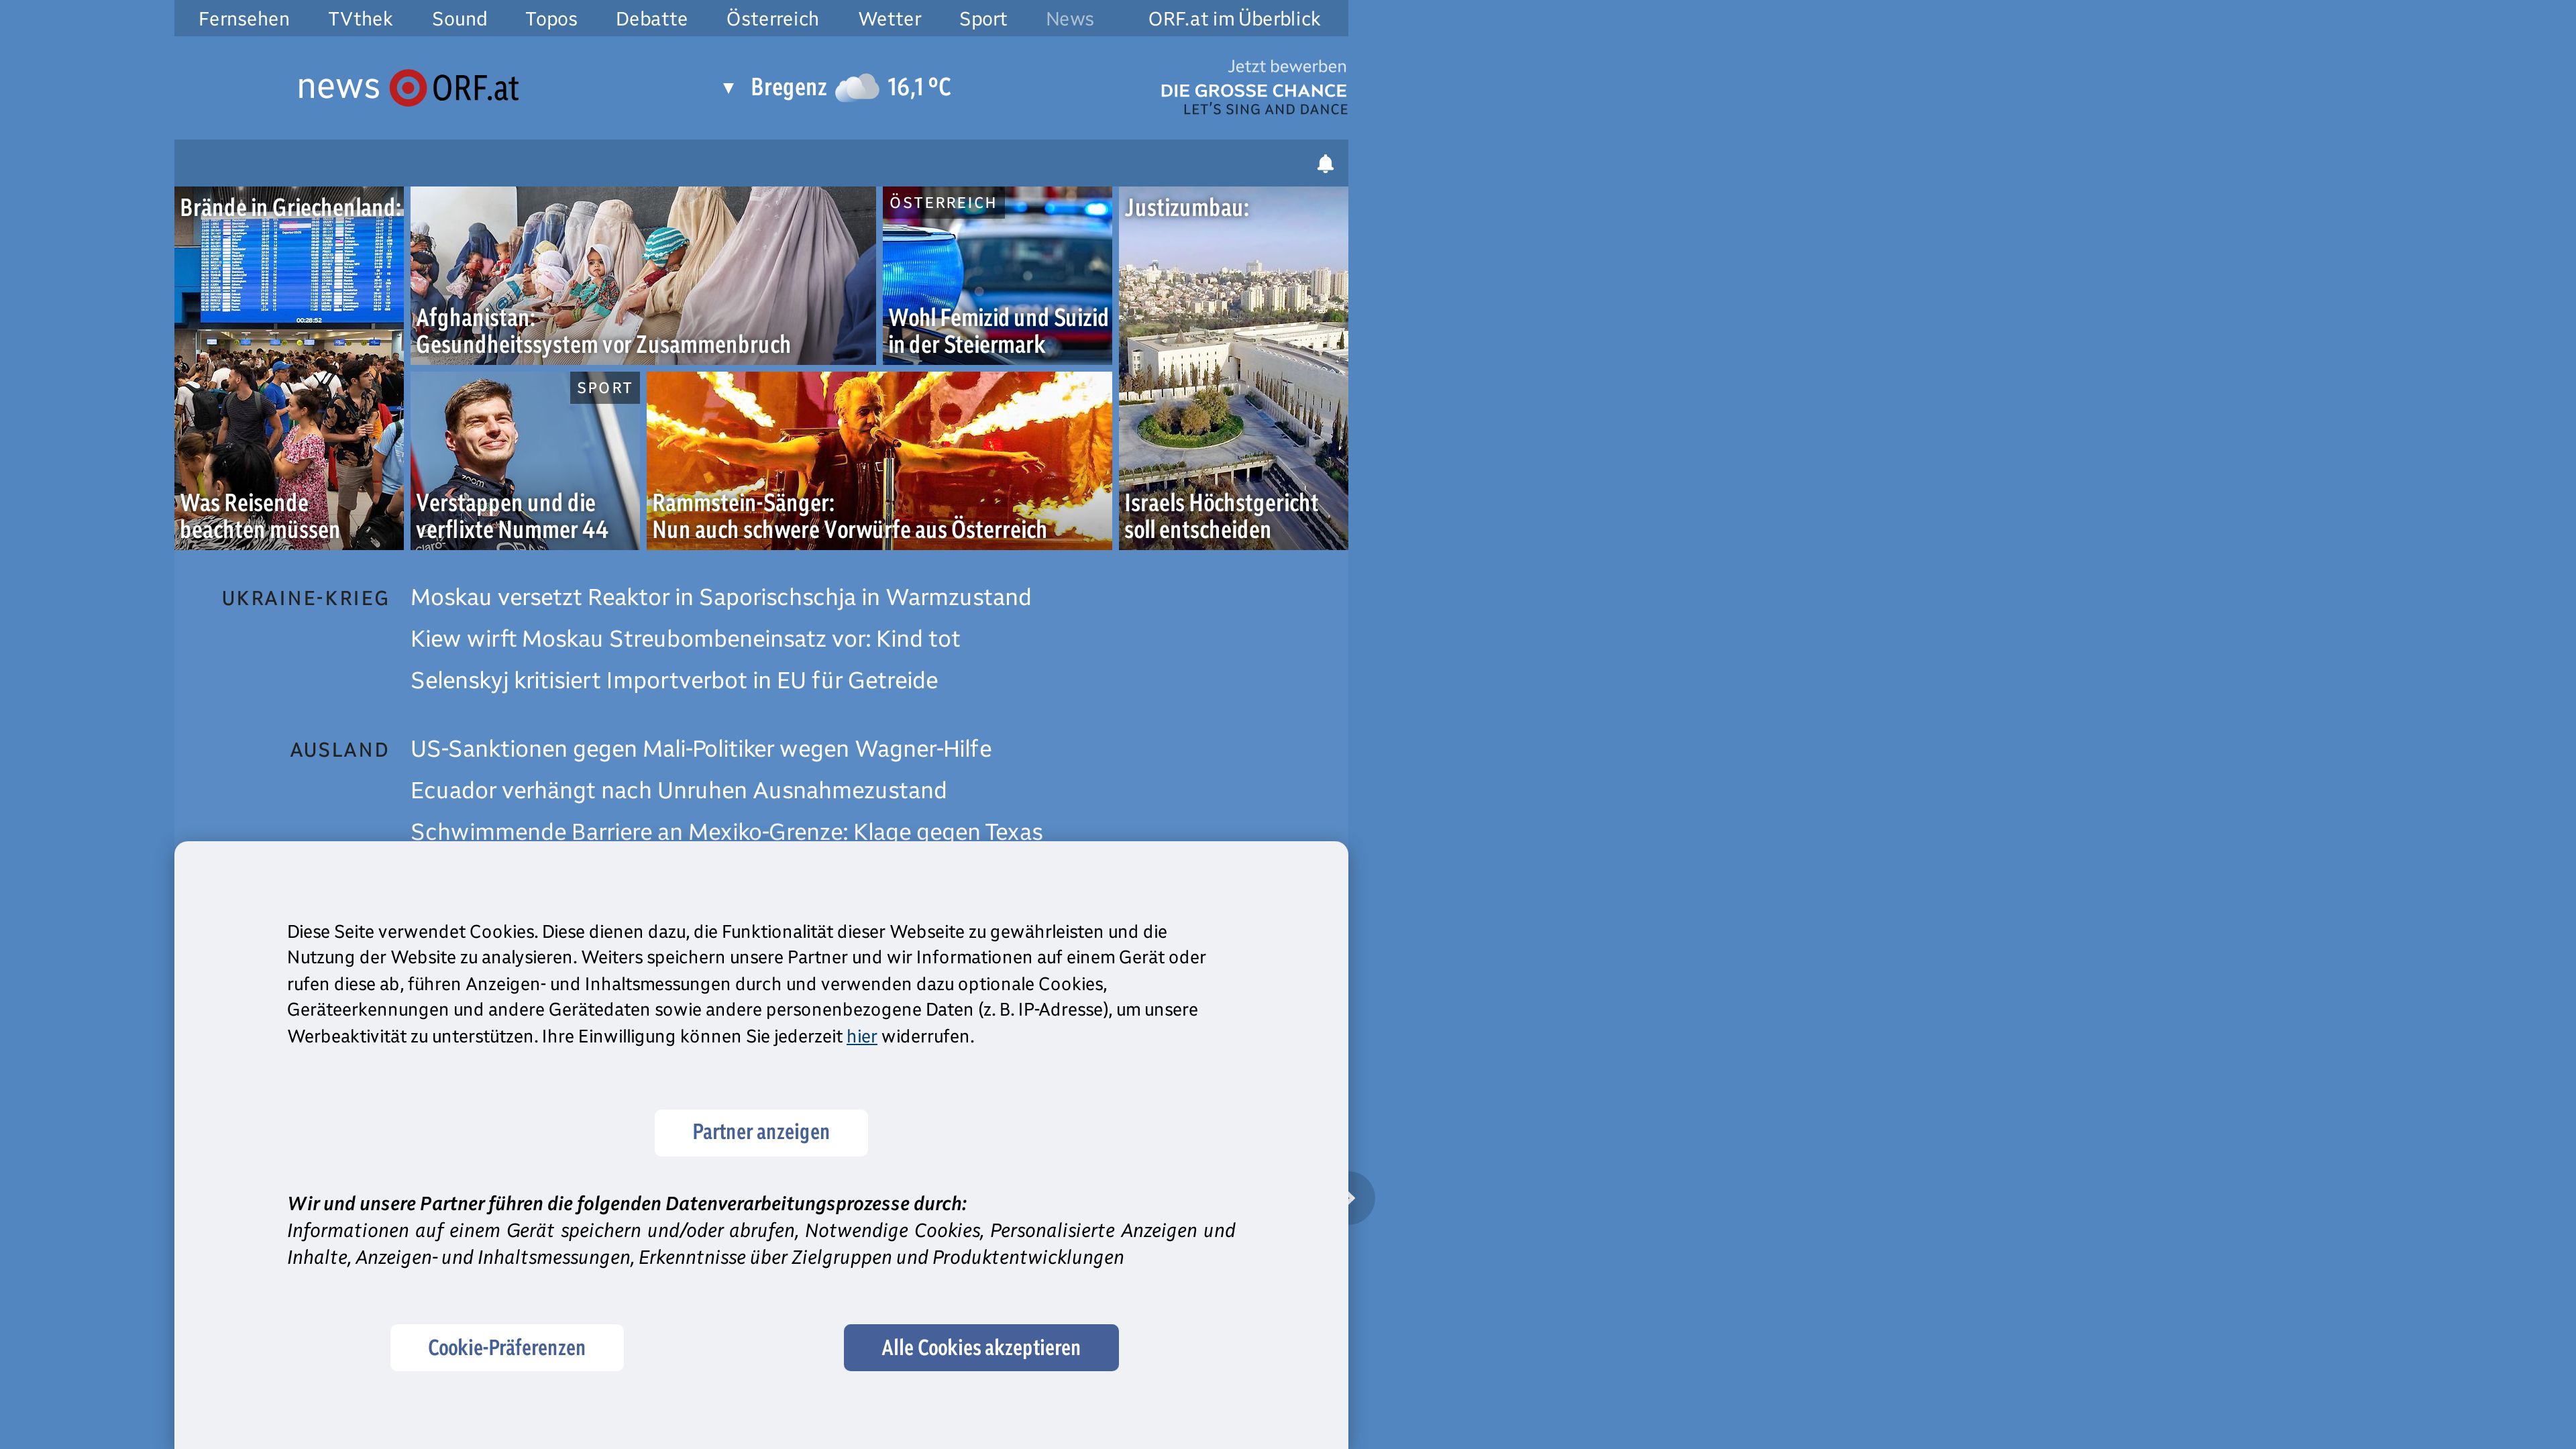 Fernsehen TVthek Sound Topos Debatte Österreich Wetter Sport News ORF.at im Überblick
news ORF.at
▼ Bregenz 16,1 °C
Jetzt bewerben
DIE GROSSE CHANCE
LET'S SING AND DANCE
Brände in Griechenland:
00:28:52
Was Reisende
beachten müssen
Afghanistan:
Gesundheitssystem vor Zusammenbruch
ÖSTERREICH
Wohl Femizid und Suizid
in der Steiermark
Justizumbau:
Israels Höchstgericht
soll entscheiden
SPORT
zoom
Verstappen und die
verflixte Nummer 44
Claro-
Rammstein-Sänger:
Nun auch schwere Vorwürfe aus Österreich
UKRAINE-KRIEG
Moskau versetzt Reaktor in Saporischschja in Warmzustand
Kiew wirft Moskau Streubombeneinsatz vor: Kind tot
Selenskyj kritisiert Importverbot in EU für Getreide
AUSLAND
US-Sanktionen gegen Mali-Politiker wegen Wagner-Hilfe
Ecuador verhängt nach Unruhen Ausnahmezustand
Schwimmende Barriere an Mexiko-Grenze: Klage gegen Texas
Diese Seite verwendet Cookies. Diese dienen dazu, die Funktionalität dieser Webseite zu gewährleisten und die
Nutzung der Website zu analysieren. Weiters speichern unsere Partner und wir Informationen auf einem Gerät oder
rufen diese ab, führen Anzeigen- und Inhaltsmessungen durch und verwenden dazu optionale Cookies,
Geräteerkennungen und andere Gerätedaten sowie andere personenbezogene Daten (z. B. IP-Adresse), um unsere
Werbeaktivität zu unterstützen. Ihre Einwilligung können Sie jederzeit hier widerrufen.
Partner anzeigen
Wir und unsere Partner führen die folgenden Datenverarbeitungsprozesse durch:
Informationen auf einem Gerät speichern und/oder abrufen, Notwendige Cookies, Personalisierte Anzeigen und
Inhalte, Anzeigen- und Inhaltsmessungen, Erkenntnisse über Zielgruppen und Produktentwicklungen
Cookie-Präferenzen
Alle Cookies akzeptieren